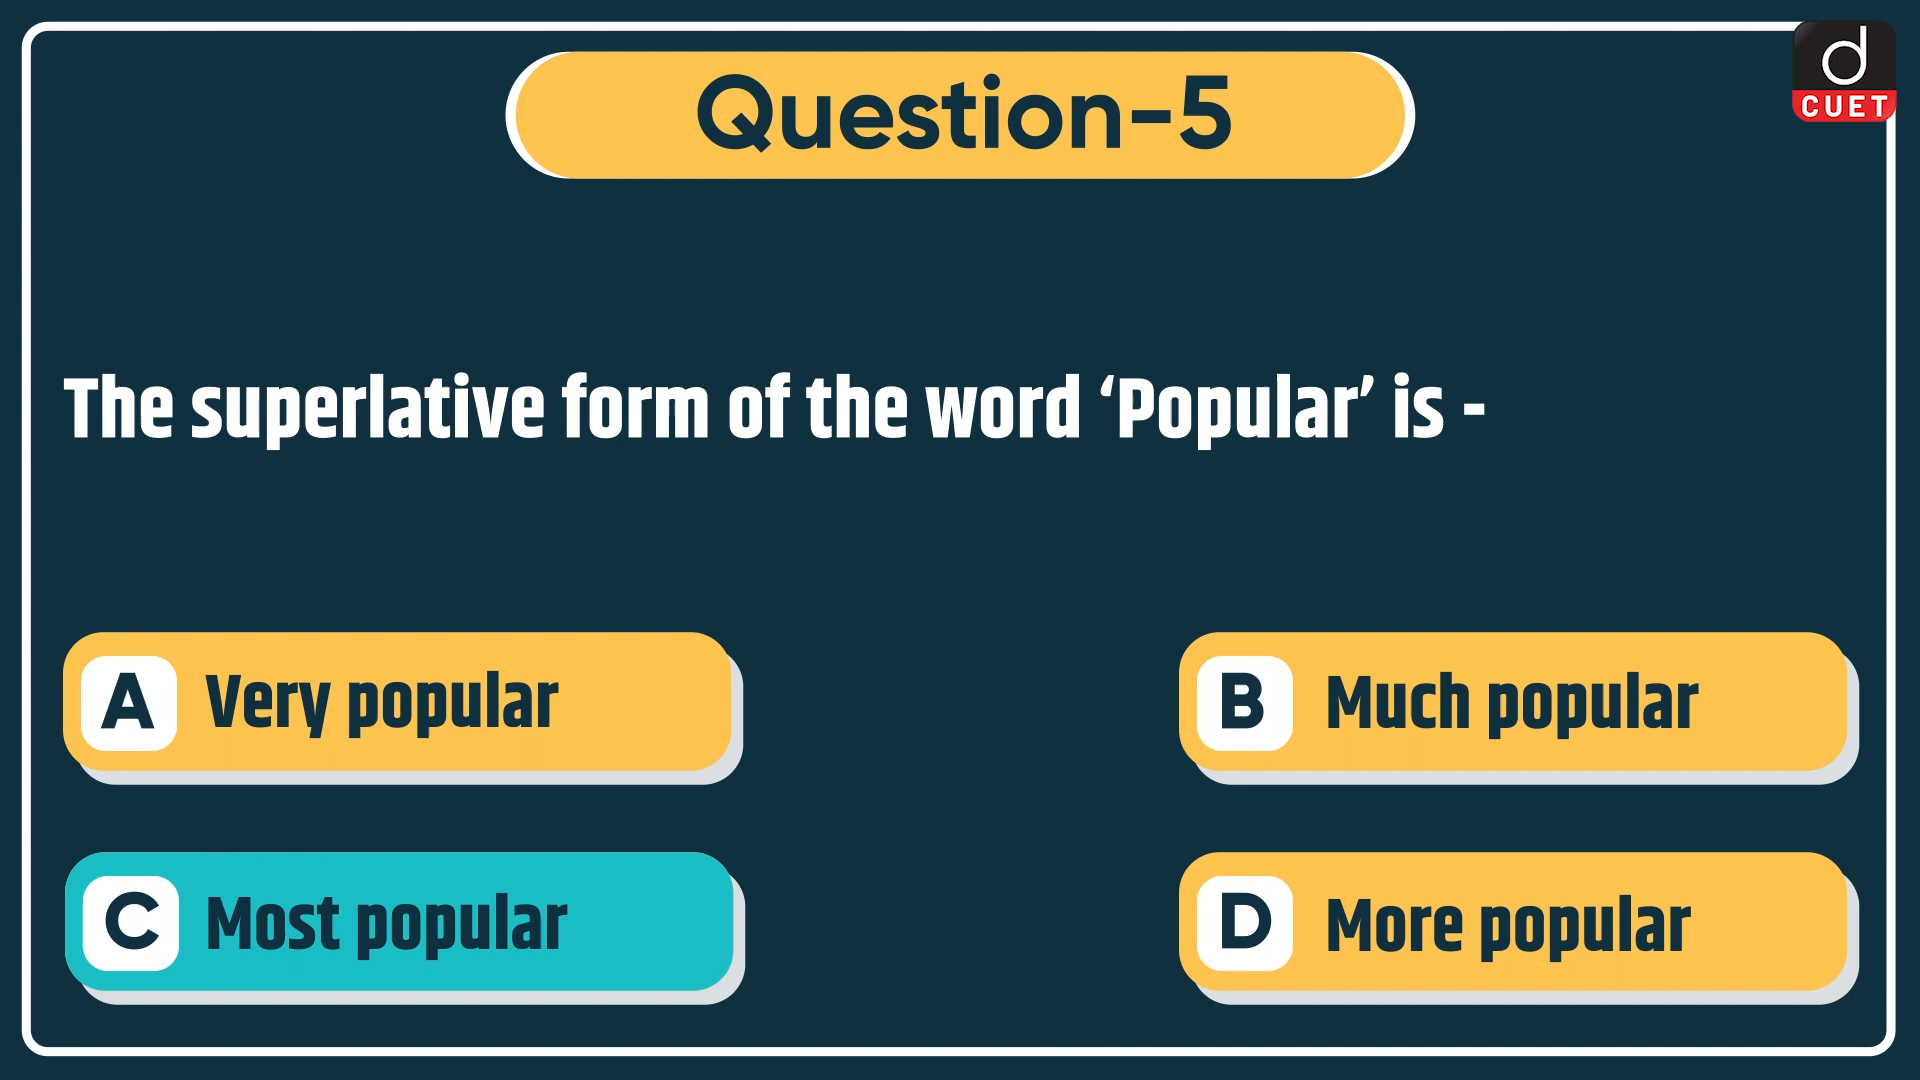 Question-5
d
CUET
The superlative form of the word ‘Popular’ is -
A Very popular
B Much popular
C Most popular
D More popular